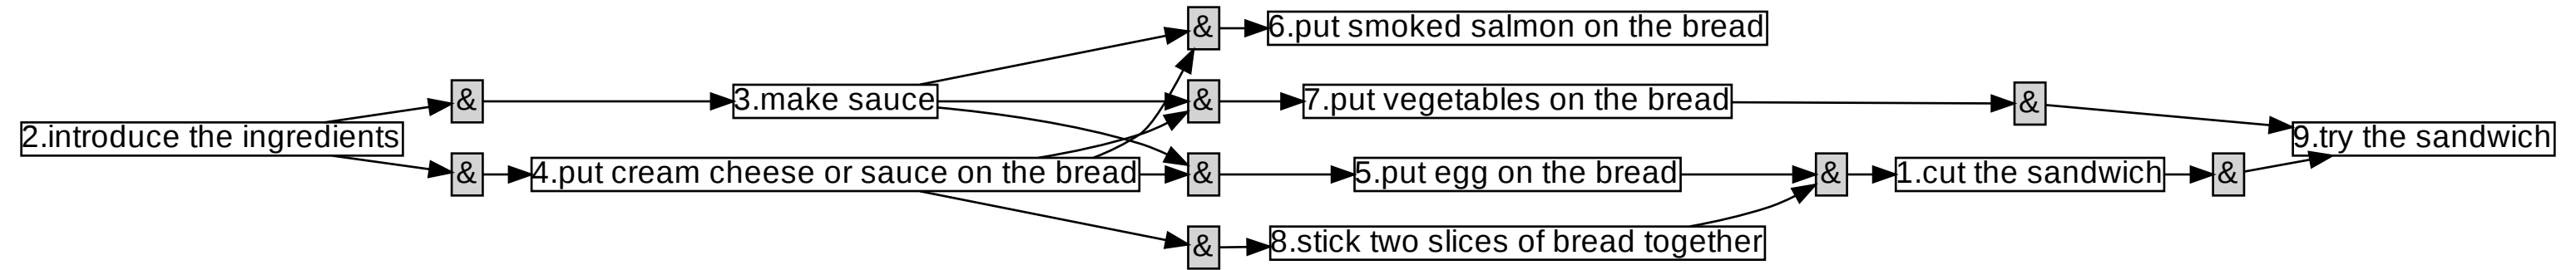 &
6.put smoked salmon on the bread
&
3.make sauce
&
7.put vegetables on the bread
&
2.introduce the ingredients
9.try the sandwich
&
4.put cream cheese or sauce on the bread
&
5.put egg on the bread
&
1.cut the sandwich
&
&
8.stick two slices of bread together